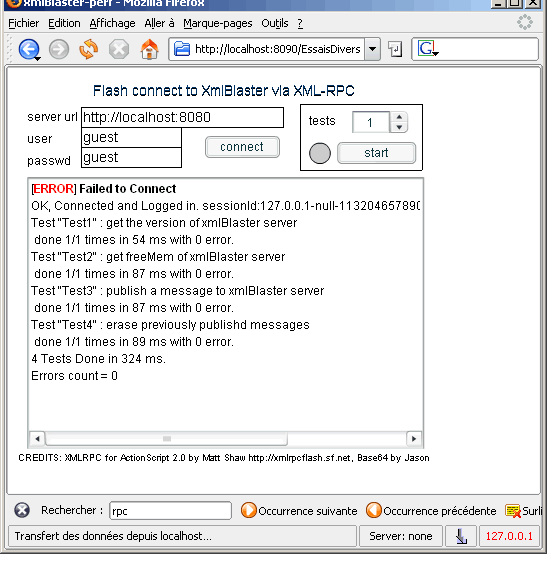 xmlBlaster-perf - Mozilla Firefox
Fichier Edition Affichage Aller à Marque-pages Outils ?
http://localhost:8090/EssaisDivers
G
Flash connect to XmlBlaster via XML-RPC
server url http://localhost:8080
user guest
passwd guest
connect
tests 1
start
[ERROR] Failed to Connect
OK, Connected and Logged in. sessionId:127.0.0.1-null-113204657890
Test "Test1" : get the version of xmlBlaster server
done 1/1 times in 54 ms with 0 error.
Test "Test2" : get freeMem of xmlBlaster server
done 1/1 times in 87 ms with 0 error.
Test "Test3" : publish a message to xmlBlaster server
done 1/1 times in 87 ms with 0 error.
Test "Test4" : erase previously publishd messages
done 1/1 times in 89 ms with 0 error.
4 Tests Done in 324 ms.
Errors count = 0
CREDITS: XMLRPC for ActionScript 2.0 by Matt Shaw http://xmlrpcflash.sf.net, Base64 by Jason
Rechercher : rpc Occurrence suivante Occurrence précédente Surli
Transfert des données depuis localhost... Server: none 127.0.0.1